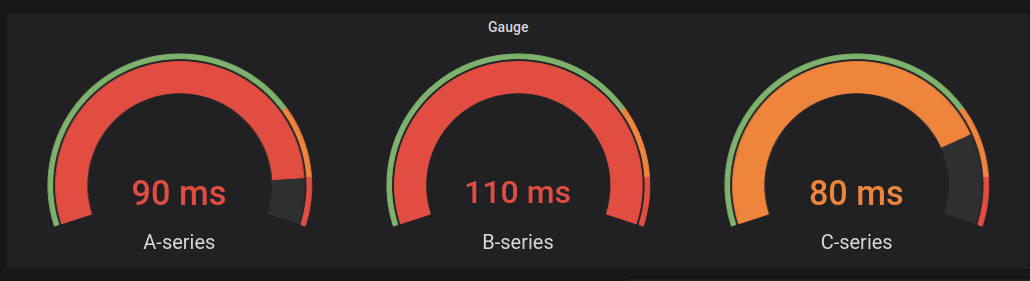 Gauge
90 ms
110 ms
80 ms
A-series
B-series
C-series